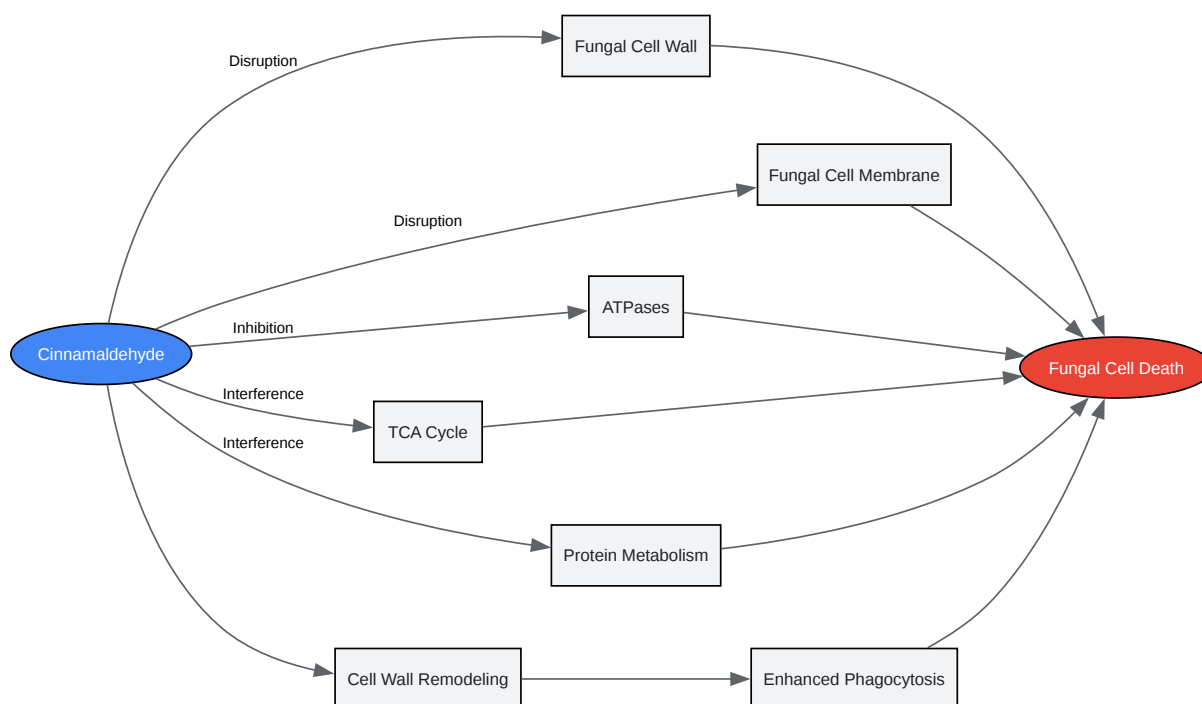 Fungal Cell Wall
Disruption
Fungal Cell Membrane
Disruption
ATPases
Inhibition
Cinnamaldehyde
Fungal Cell Death
Interference
TCA Cycle
Interference
Protein Metabolism
Cell Wall Remodeling
Enhanced Phagocytosis